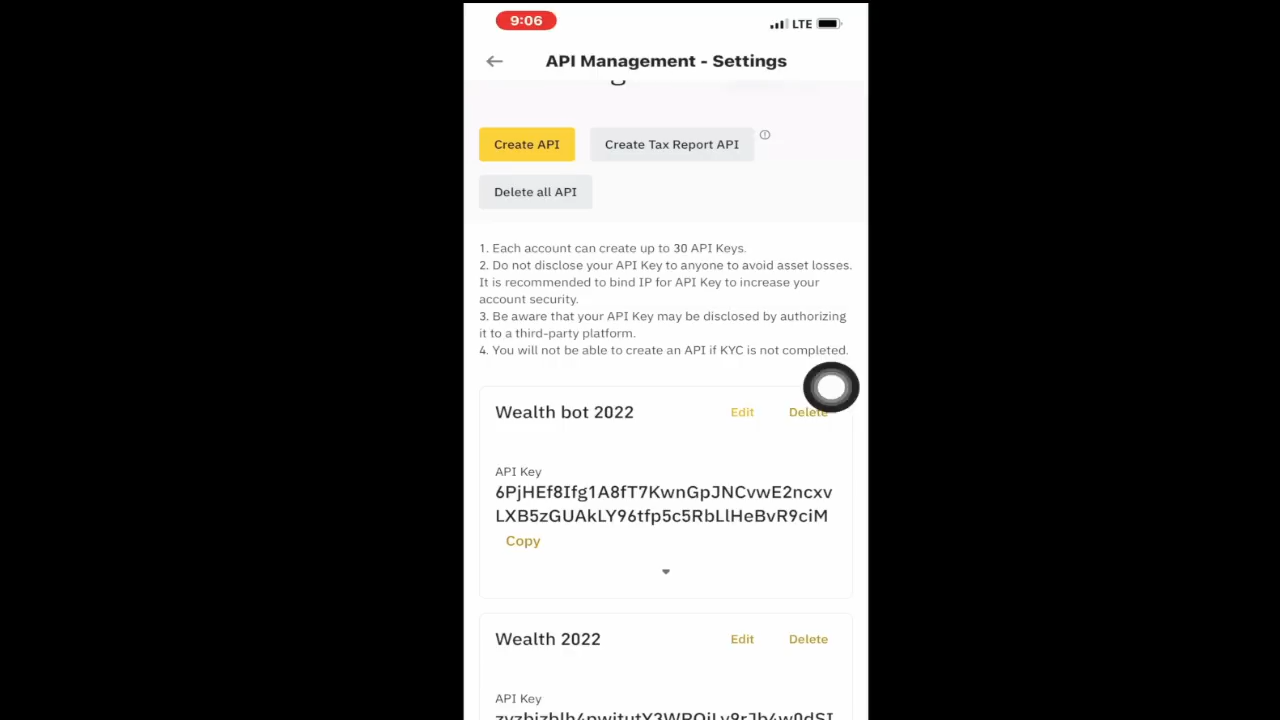 9:06
LTE
API Management - Settings
Create API
Create Tax Report API
Delete all API
1. Each account can create up to 30 API Keys.
2. Do not disclose your API Key to anyone to avoid asset losses.
It is recommended to bind IP for API Key to increase your
account security.
3. Be aware that your API Key may be disclosed by authorizing
it to a third-party platform.
4. You will not be able to create an API if KYC is not completed.
Wealth bot 2022
Edit
Delete
API Key
6PjHEf8Ifg1A8fT7KwnGpJNCvwE2ncxv
LXB5zGUAkLY96tfp5c5RbLlHeBvR9ciM
Copy
Wealth 2022
Edit
Delete
API Key